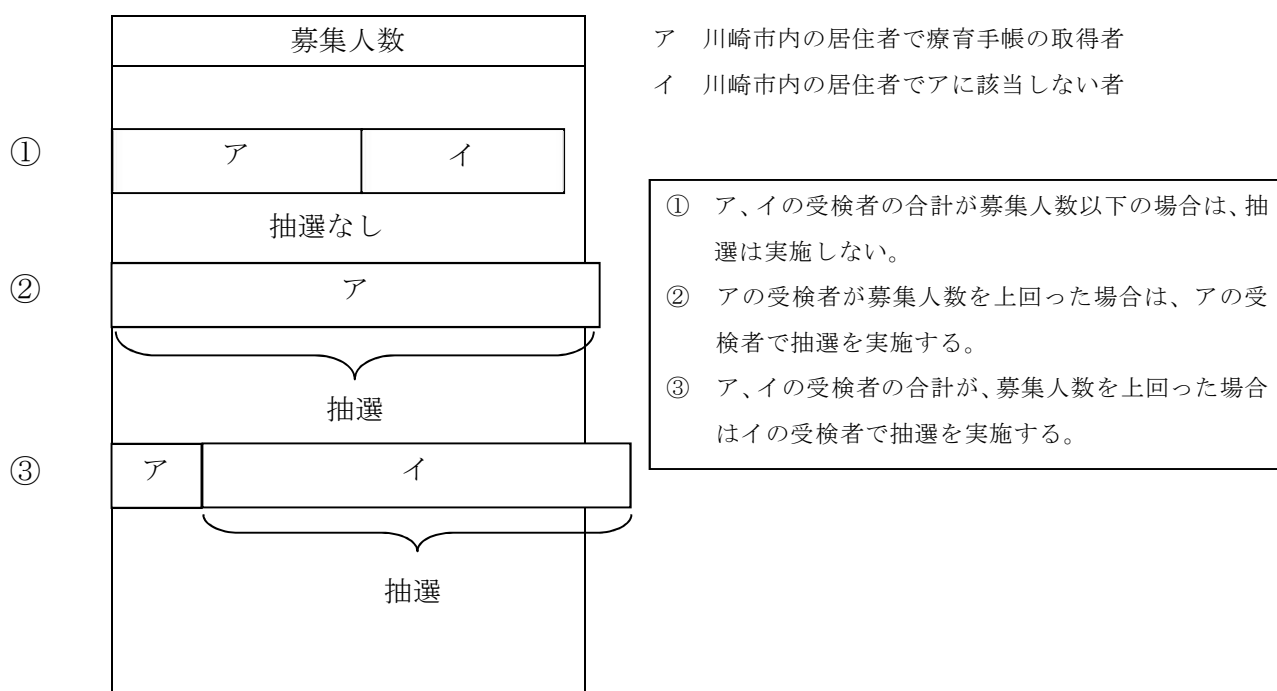 募集人数
ア 川崎市内の居住者で療育手帳の取得者
イ 川崎市内の居住者でアに該当しない者
①
ア
イ
抽選なし
②
ア
抽選
③
ア
イ
抽選
① ア、イの受検者の合計が募集人数以下の場合は、抽
選は実施しない。
② アの受検者が募集人数を上回った場合は、アの受
検者で抽選を実施する。
③ ア、イの受検者の合計が、募集人数を上回った場合
はイの受検者で抽選を実施する。